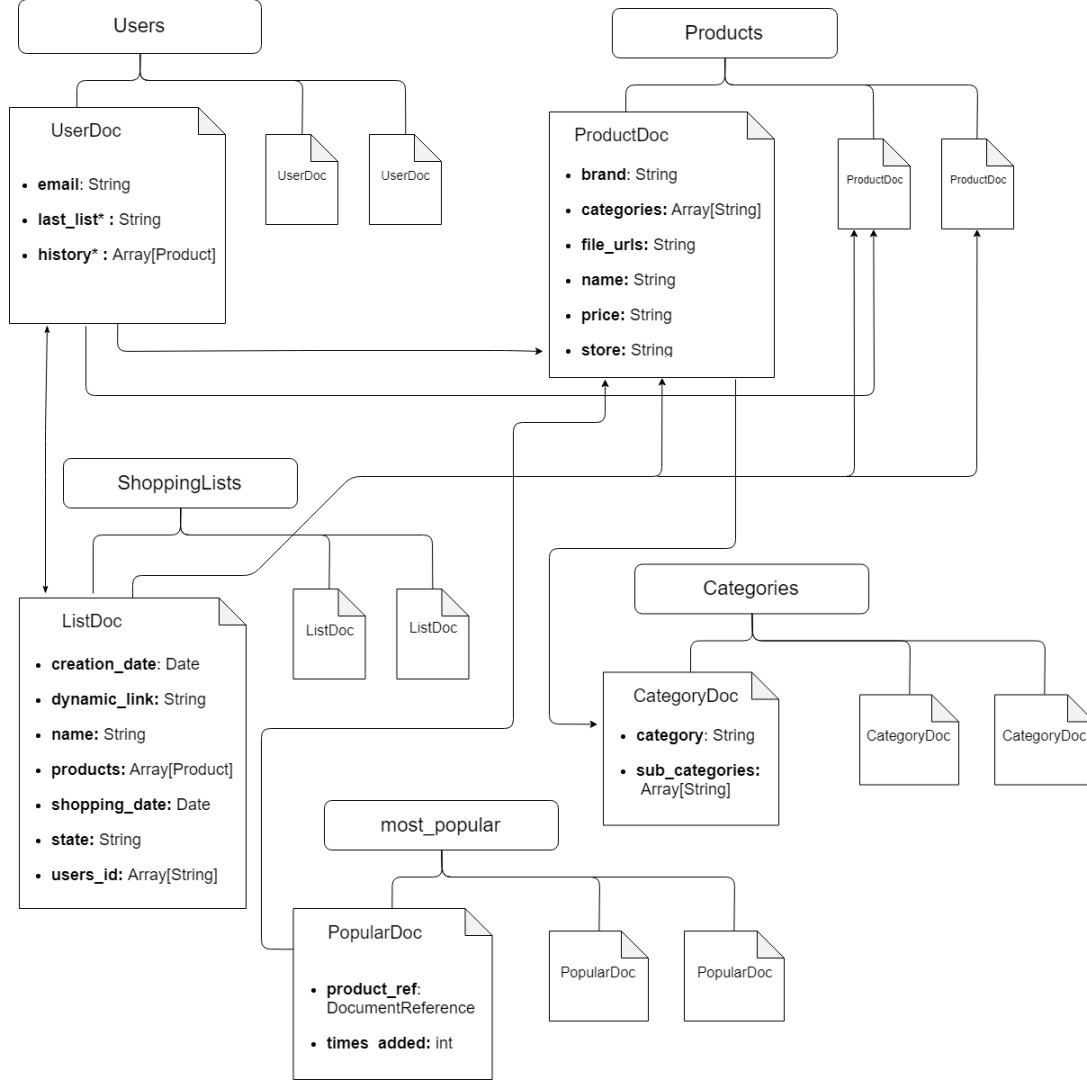 Users
UserDoc
email: String
last_list* : String
history* : Array[Product]
UserDoc
UserDoc
Products
ProductDoc
brand: String
categories: Array[String]
file_urls: String
name: String
price: String
store: String
ProductDoc
ProductDoc
ShoppingLists
ListDoc
creation_date: Date
dynamic_link: String
name: String
products: Array[Product]
shopping_date: Date
state: String
users_id: Array[String]
ListDoc
ListDoc
Categories
CategoryDoc
category: String
sub_categories:
Array[String]
CategoryDoc
CategoryDoc
most_popular
PopularDoc
product_ref:
DocumentReference
times_added: int
PopularDoc
PopularDoc